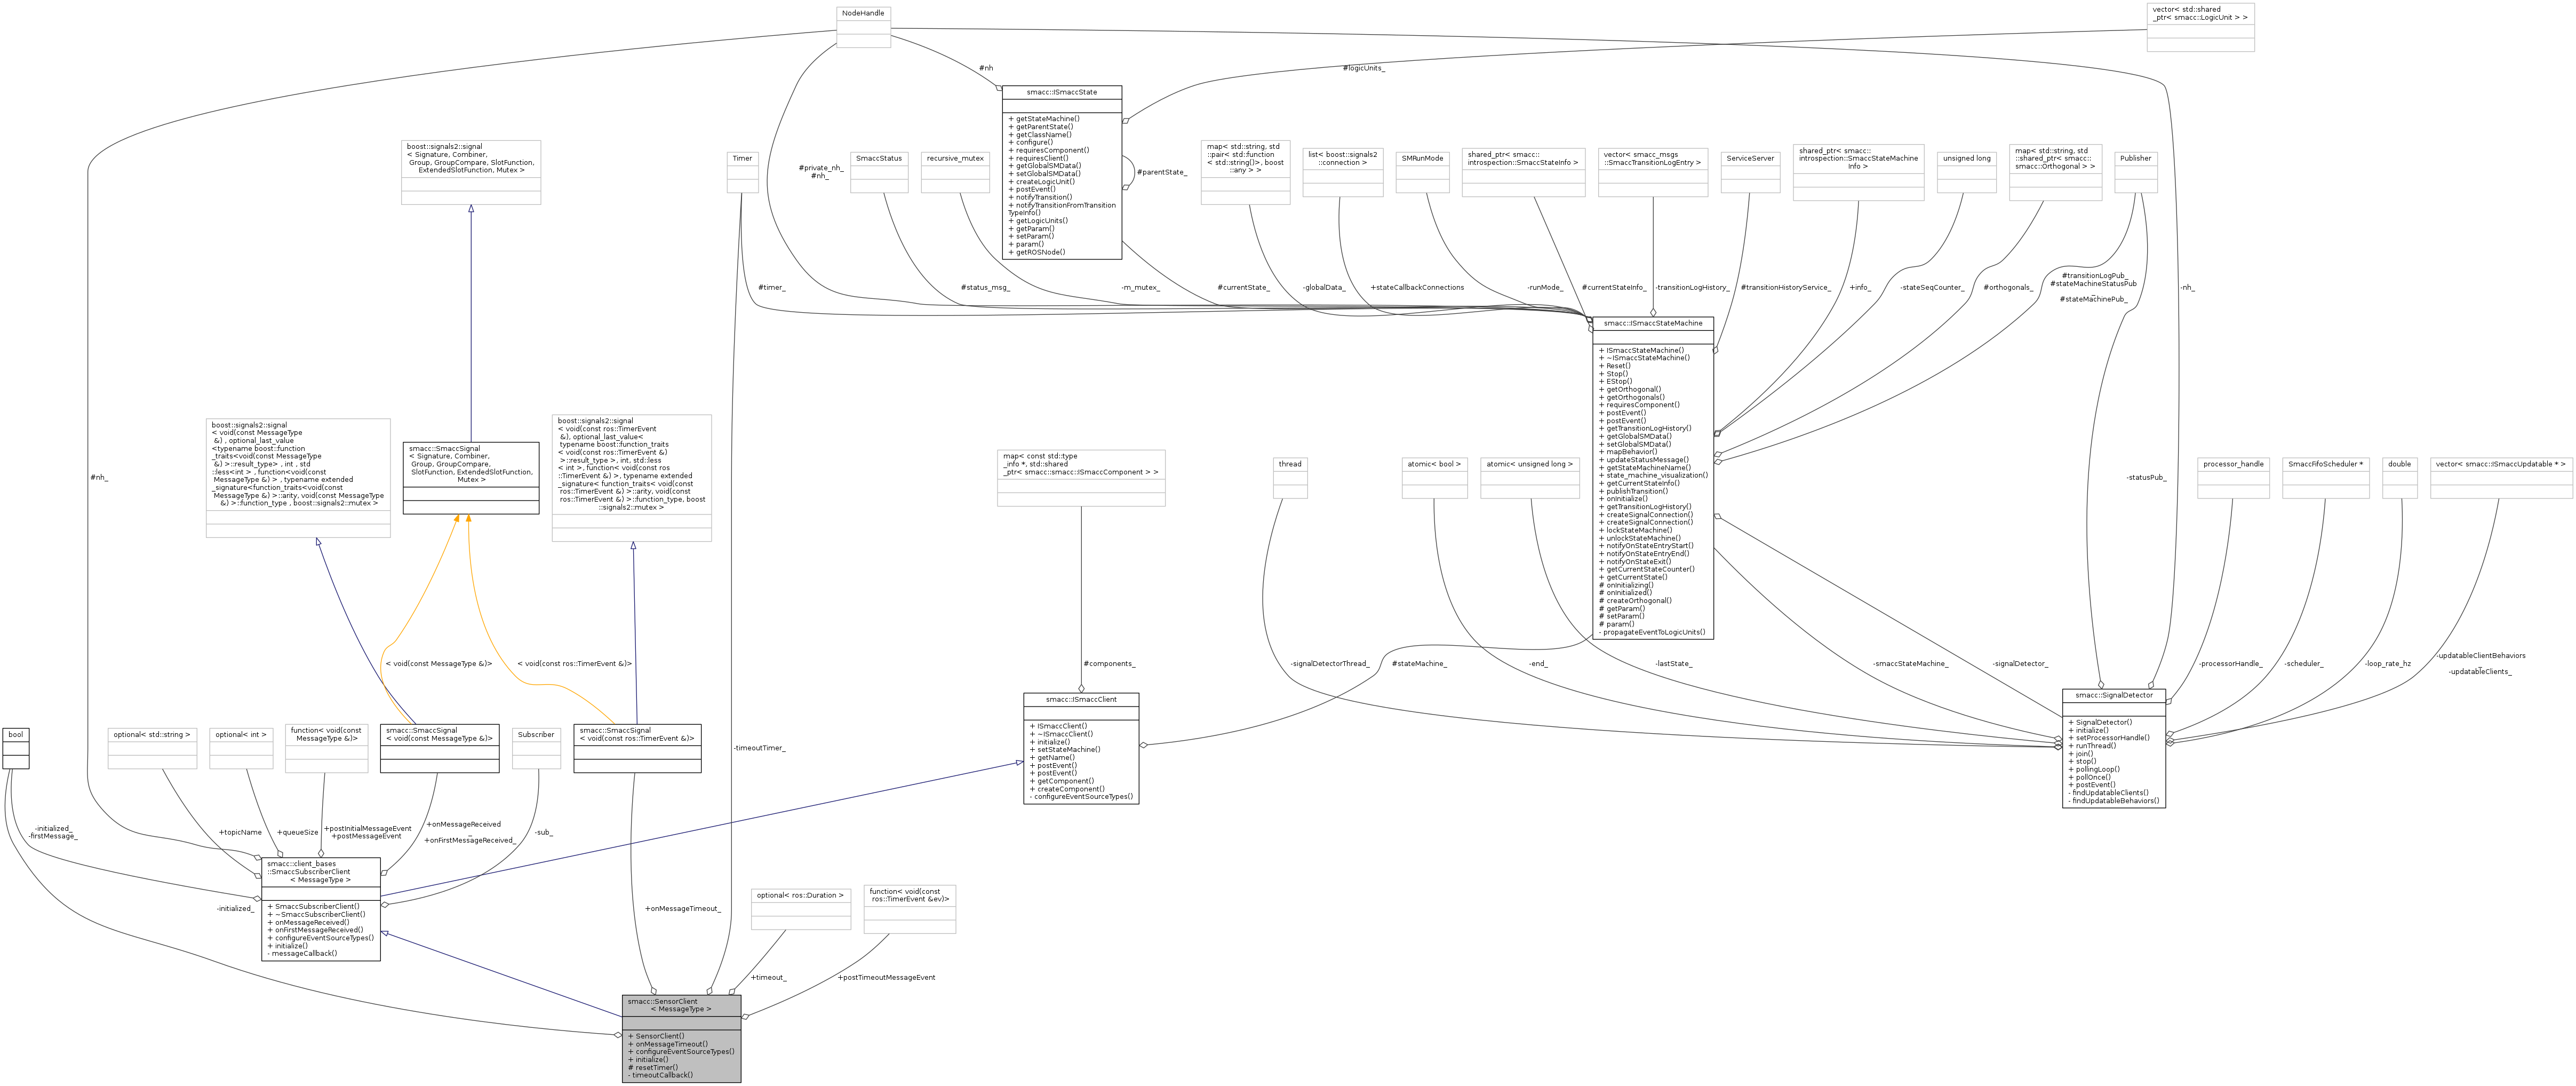 NodeHandle
vector< std::shared
_ptr< smacc::LogicUnit > >
#nh
#logicUnits_
smacc::ISmaccState
+ getStateMachine()
+ getParentState()
+ getClassName()
+ configure()
+ requiresComponent()
+ requiresClient()
+ getGlobalSMData()
+ setGlobalSMData()
+ createLogicUnit()
+ postEvent()
+ notifyTransition()
+ notifyTransitionFromTransition
TypeInfo()
+ getLogicUnits()
+ getParam()
+ setParam()
+ param()
+ getROSNode()
#parentState_
boost::signals2::signal
< Signature, Combiner,
Group, GroupCompare, SlotFunction,
ExtendedSlotFunction, Mutex >
Timer
#private_nh_
#nh_
SmaccStatus
recursive_mutex
map< std::string, std
::pair< std::function
< std::string()>, boost
::any > >
list< boost::signals2
::connection >
SMRunMode
shared_ptr< smacc::
introspection::SmaccStateInfo >
vector< smacc_msgs
::SmaccTransitionLogEntry >
ServiceServer
shared_ptr< smacc::
introspection::SmaccStateMachine
Info >
unsigned long
map< std::string, std
::shared_ptr< smacc::
smacc::Orthogonal > >
Publisher
#timer_
#status_msg_
-m_mutex_
#currentState_
-globalData_
+stateCallbackConnections
-runMode_
#currentStateInfo_
-transitionLogHistory_
#transitionHistoryService_
+info_
-stateSeqCounter_
#orthogonals_
#transitionLogPub_
#stateMachineStatusPub
_
#stateMachinePub_
-nh_
smacc::ISmaccStateMachine
+ ISmaccStateMachine()
+ ~ISmaccStateMachine()
+ Reset()
+ Stop()
+ EStop()
+ getOrthogonal()
+ getOrthogonals()
+ requiresComponent()
+ postEvent()
+ postEvent()
+ getTransitionLogHistory()
+ getGlobalSMData()
+ setGlobalSMData()
+ mapBehavior()
+ updateStatusMessage()
+ getStateMachineName()
+ state_machine_visualization()
+ getCurrentStateInfo()
+ publishTransition()
+ onInitialize()
+ getTransitionLogHistory()
+ createSignalConnection()
+ createSignalConnection()
+ lockStateMachine()
+ unlockStateMachine()
+ notifyOnStateEntryStart()
+ notifyOnStateEntryEnd()
+ notifyOnStateExit()
+ getCurrentStateCounter()
+ getCurrentState()
# onInitializing()
# onInitialized()
# createOrthogonal()
# getParam()
# setParam()
# param()
- propagateEventToLogicUnits()
#nh_
boost::signals2::signal
< void(const MessageType
&) , optional_last_value
<typename boost::function
_traits<void(const MessageType
&) >::result_type> , int , std
::less<int > , function<void(const
MessageType &) > , typename extended
_signature<function_traits<void(const
MessageType &) >::arity, void(const MessageType
&) >::function_type , boost::signals2::mutex >
smacc::SmaccSignal
< Signature, Combiner,
Group, GroupCompare,
SlotFunction, ExtendedSlotFunction,
Mutex >
boost::signals2::signal
< void(const ros::TimerEvent
&), optional_last_value<
typename boost::function_traits
< void(const ros::TimerEvent &)
>::result_type >, int, std::less
< int >, function< void(const ros
::TimerEvent &) >, typename extended
_signature< function_traits< void(const
ros::TimerEvent &) >::arity, void(const
ros::TimerEvent &) >::function_type, boost
::signals2::mutex >
map< const std::type
_info *, std::shared
_ptr< smacc::smacc::ISmaccComponent > >
thread
atomic< bool >
atomic< unsigned long >
-statusPub_
processor_handle
SmaccFifoScheduler *
double
vector< smacc::ISmaccUpdatable * >
< void(const MessageType &)>
< void(const ros::TimerEvent &)>
#components_
-signalDetectorThread_
#stateMachine_
-end_
-lastState_
-smaccStateMachine_
-signalDetector_
-processorHandle_
-scheduler_
-loop_rate_hz
-updatableClientBehaviors
_
-updatableClients_
smacc::ISmaccClient
+ ISmaccClient()
+ ~ISmaccClient()
+ initialize()
+ setStateMachine()
+ getName()
+ postEvent()
+ postEvent()
+ getComponent()
+ createComponent()
- configureEventSourceTypes()
smacc::SignalDetector
+ SignalDetector()
+ initialize()
+ setProcessorHandle()
+ runThread()
+ join()
+ stop()
+ pollingLoop()
+ pollOnce()
+ postEvent()
- findUpdatableClients()
- findUpdatableBehaviors()
bool
optional< std::string >
optional< int >
function< void(const
MessageType &)>
smacc::SmaccSignal
< void(const MessageType &)>
Subscriber
smacc::SmaccSignal
< void(const ros::TimerEvent &)>
-timeoutTimer_
-initialized_
-firstMessage_
+topicName
+queueSize
+postInitialMessageEvent
+postMessageEvent
+onMessageReceived
_
+onFirstMessageReceived_
-sub_
smacc::client_bases
::SmaccSubscriberClient
< MessageType >
+ SmaccSubscriberClient()
+ ~SmaccSubscriberClient()
+ onMessageReceived()
+ onFirstMessageReceived()
+ configureEventSourceTypes()
+ initialize()
- messageCallback()
-initialized_
+onMessageTimeout_
optional< ros::Duration >
function< void(const
ros::TimerEvent &ev)>
+timeout_
+postTimeoutMessageEvent
smacc::SensorClient
< MessageType >
+ SensorClient()
+ onMessageTimeout()
+ configureEventSourceTypes()
+ initialize()
# resetTimer()
- timeoutCallback()